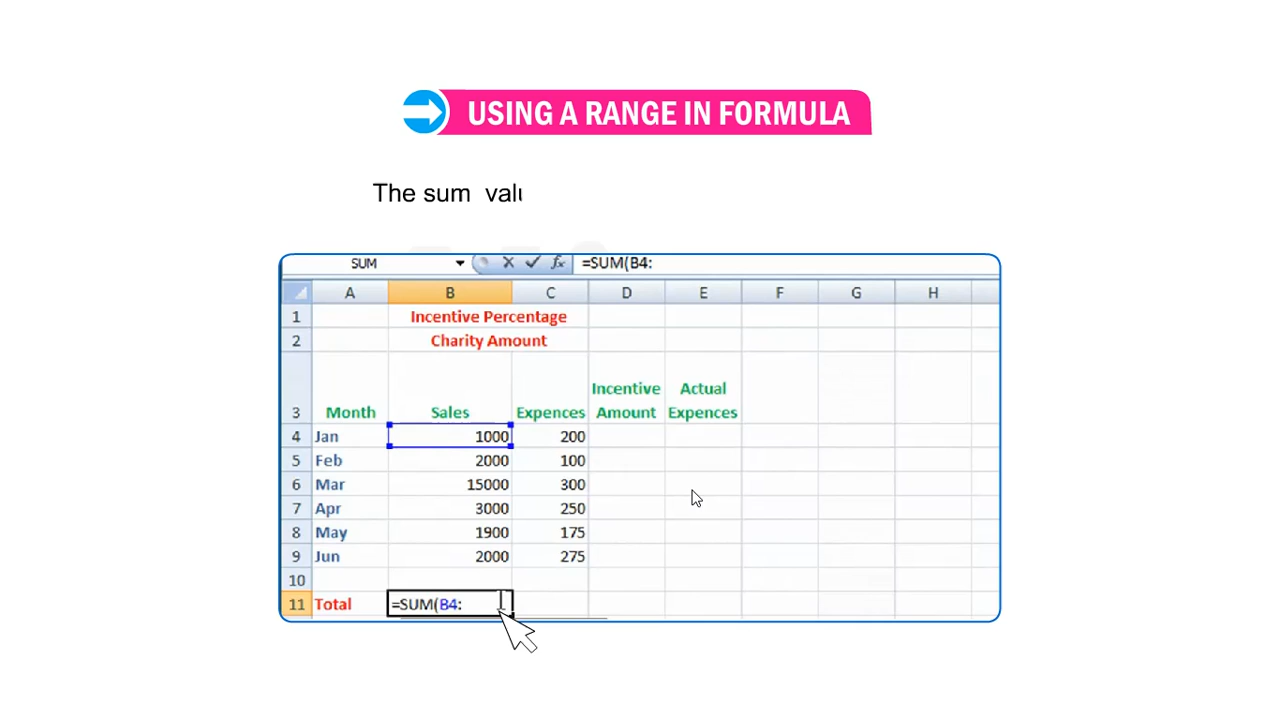 USING A RANGE IN FORMULA
The sum valu
SUM =SUM(B4:
A B C D E F G H
1 Incentive Percentage
2 Charity Amount
Incentive Actual
3 Month Sales Expences Amount Expences
4 Jan 1000 200
5 Feb 2000 100
6 Mar 15000 300
7 Apr 3000 250
8 May 1900 175
9 Jun 2000 275
10
11 Total =SUM(B4: